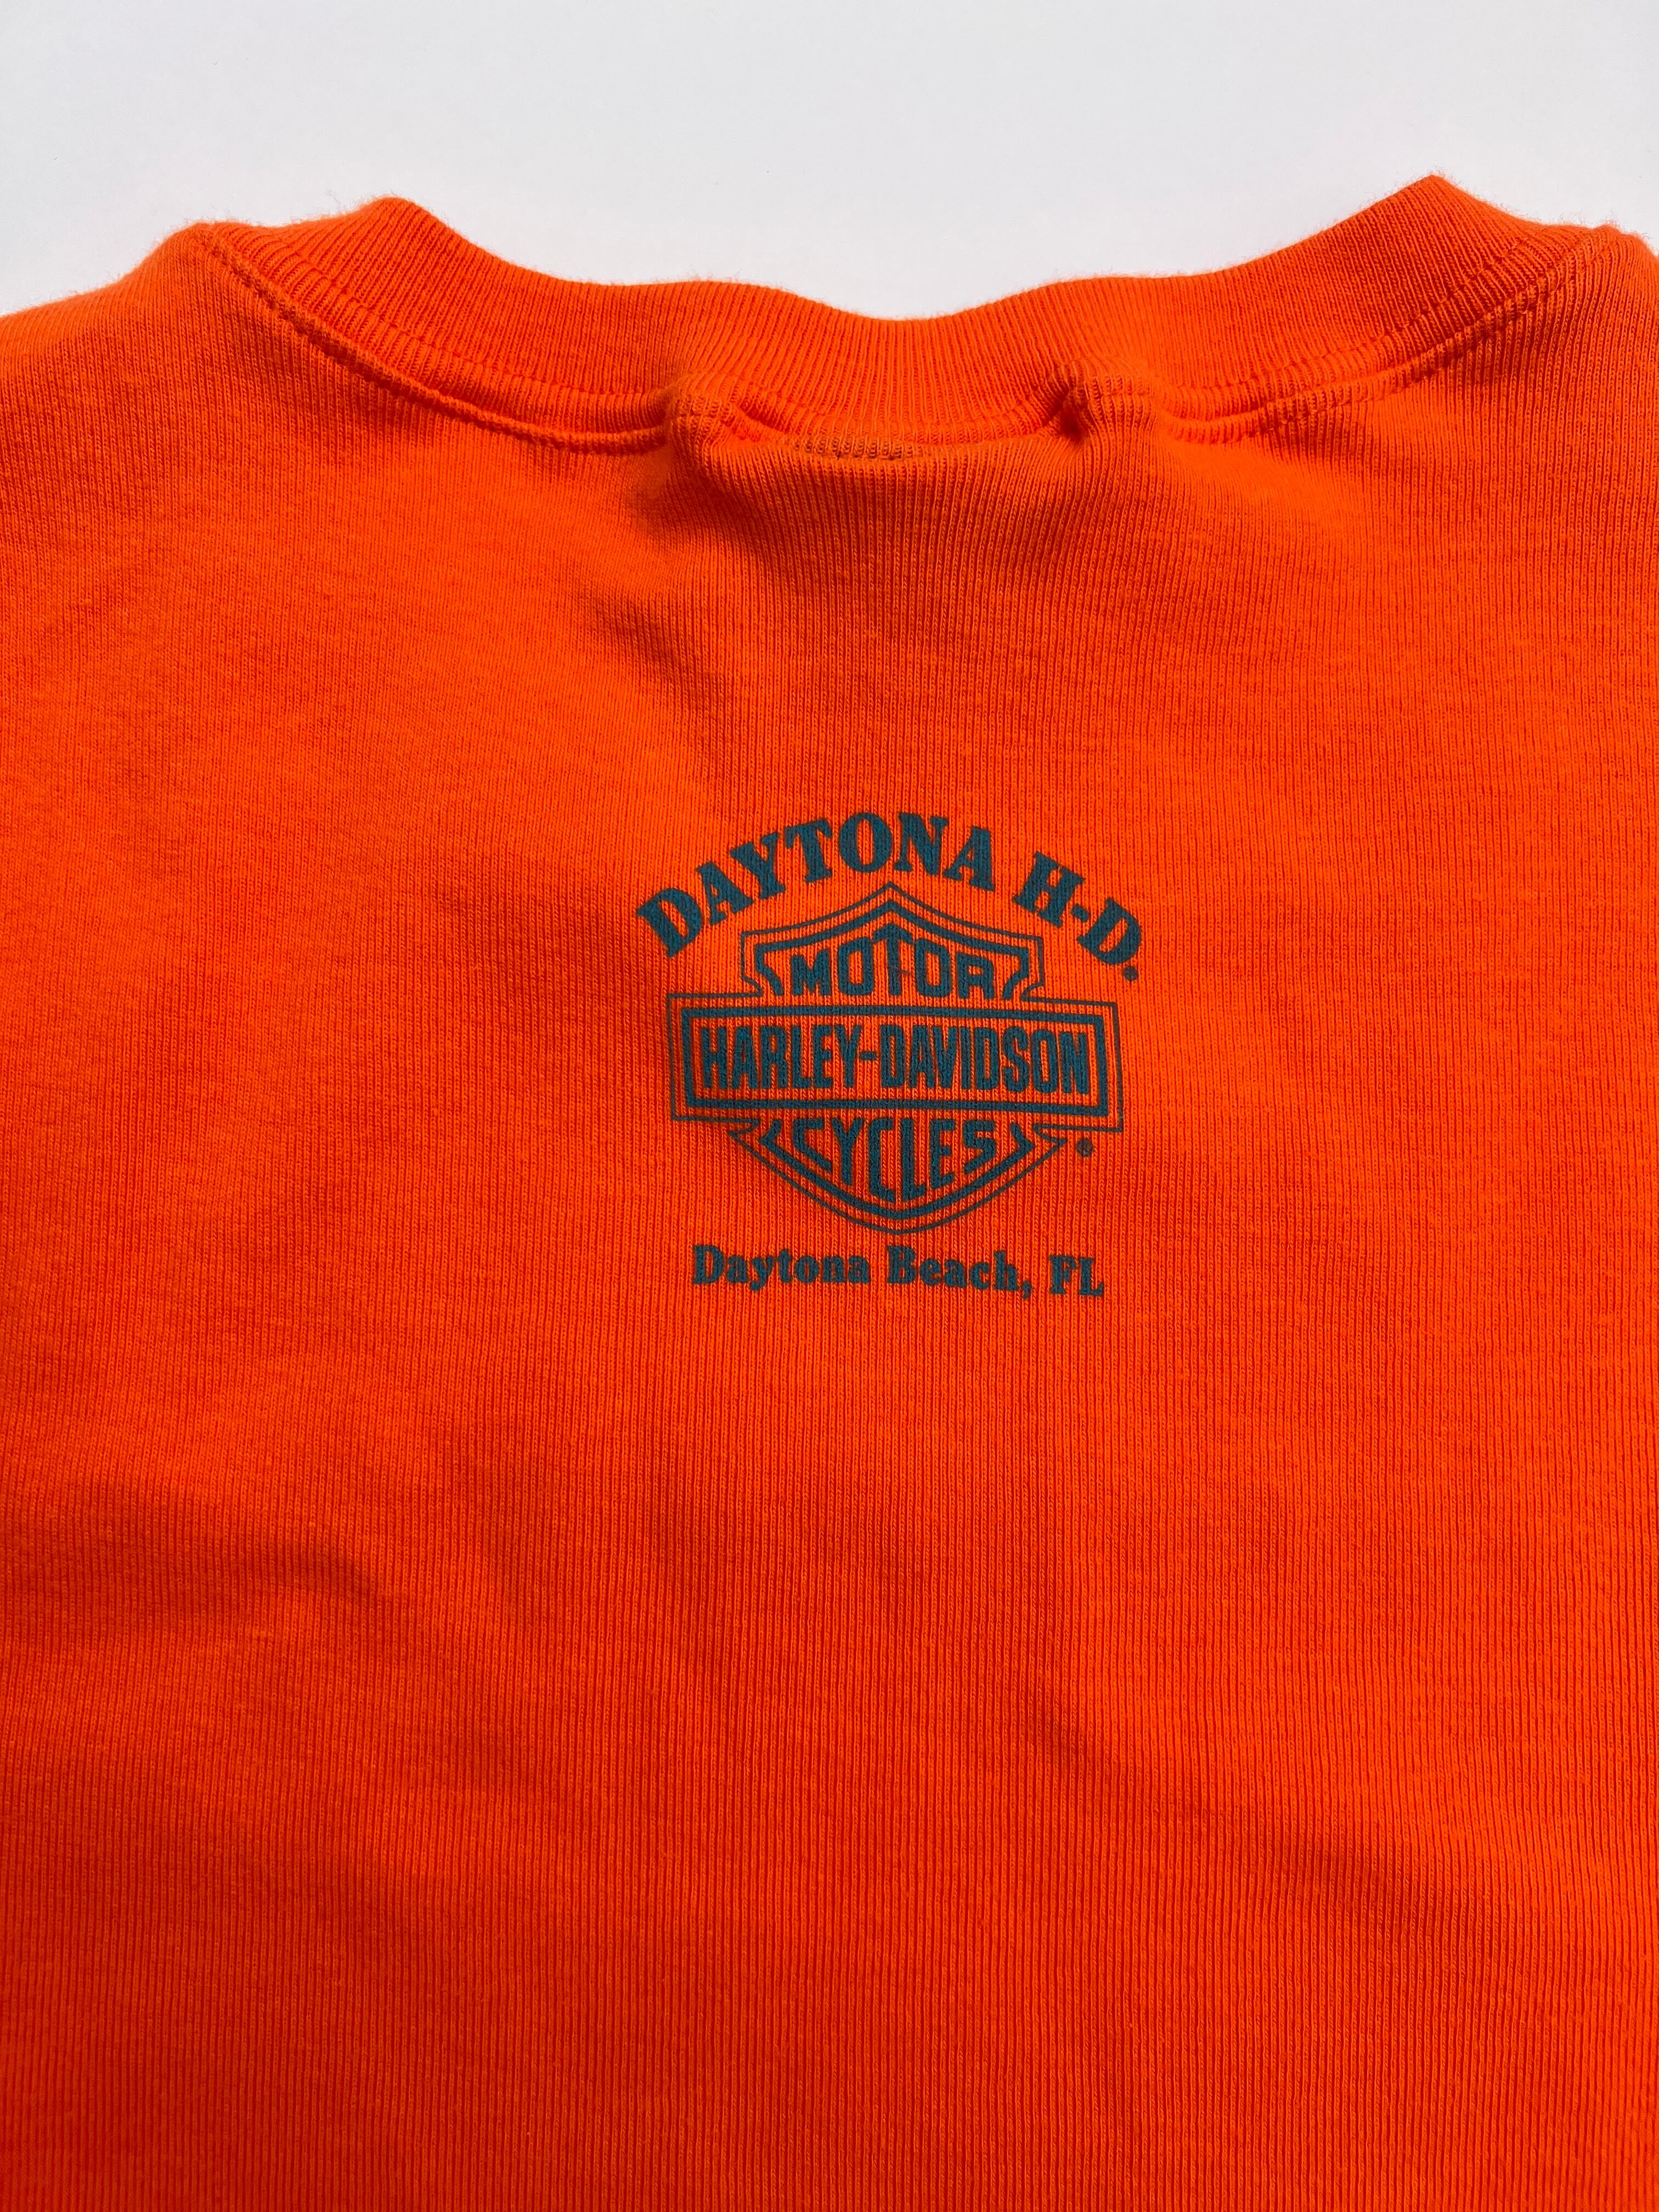 DAYTONA H-D.
MOTOR
HARLEY-DAVIDSON
CYCLES
®
Daytona Beach, FL